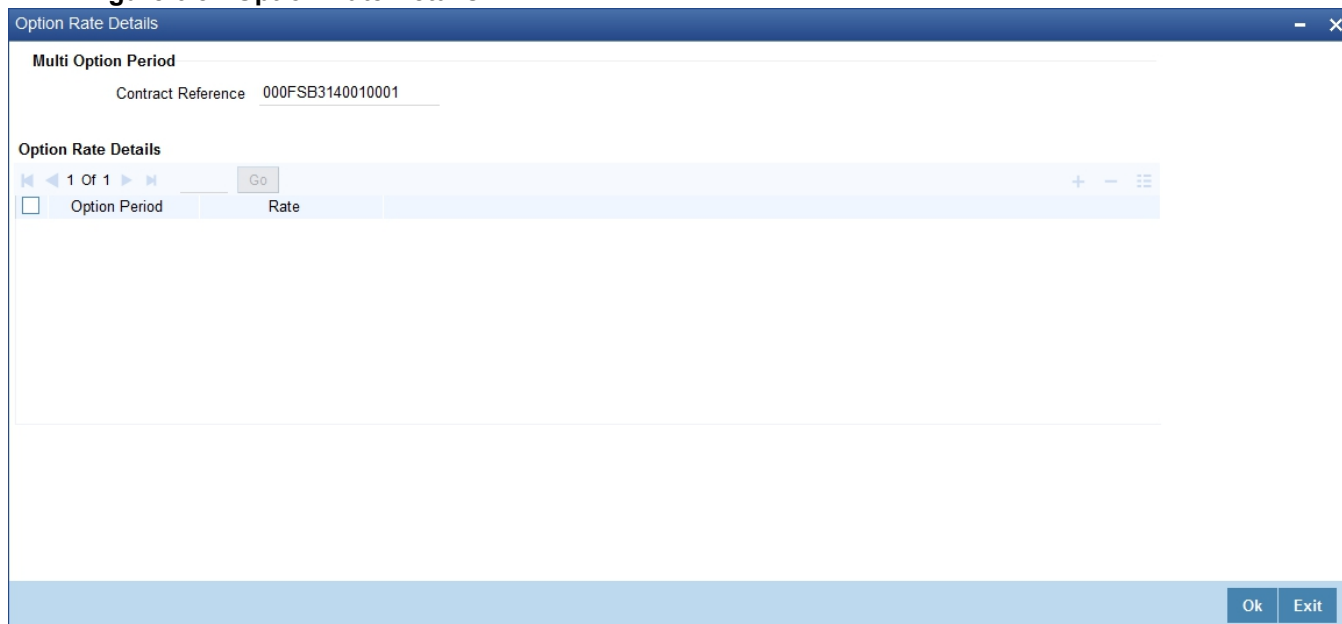 Option Rate Details
Multi Option Period
Contract Reference 000FSB3140010001
Option Rate Details
1 Of 1 Go
Option Period Rate
Ok Exit